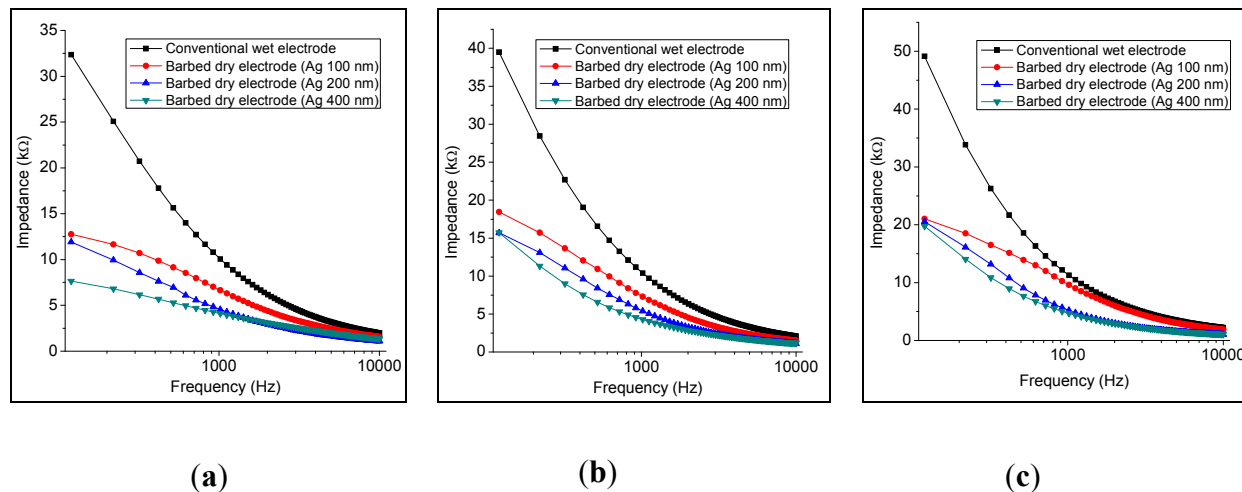 35
30
25
20
15
10
5
0
Impedance (kΩ)
Conventional wet electrode
Barbed dry electrode (Ag 100 nm)
Barbed dry electrode (Ag 200 nm)
Barbed dry electrode (Ag 400 nm)
1000
10000
Frequency (Hz)
(a)
40
35
30
25
20
15
10
5
0
Impedance (kΩ)
Conventional wet electrode
Barbed dry electrode (Ag 100 nm)
Barbed dry electrode (Ag 200 nm)
Barbed dry electrode (Ag 400 nm)
1000
10000
Frequency (Hz)
(b)
50
40
30
20
10
0
Impedance (kΩ)
Conventional wet electrode
Barbed dry electrode (Ag 100 nm)
Barbed dry electrode (Ag 200 nm)
Barbed dry electrode (Ag 400 nm)
1000
10000
Frequency (Hz)
(c)